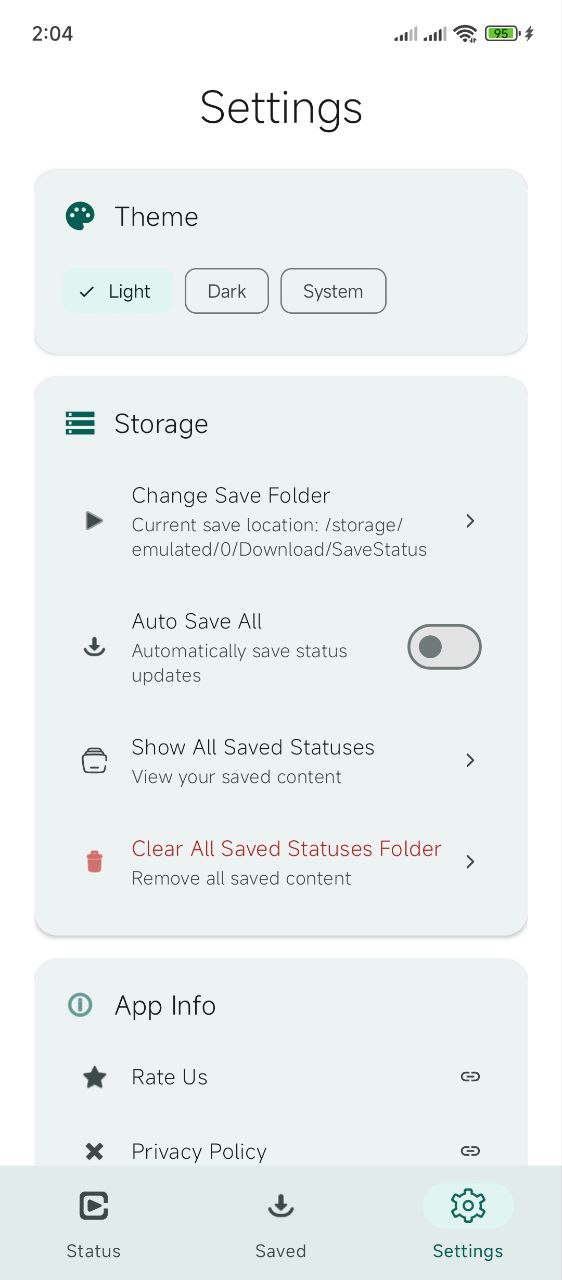 2:04
95
Settings
Theme
Light
Dark
System
Storage
Change Save Folder
Current save location: /storage/
emulated/0/Download/SaveStatus
Auto Save All
Automatically save status
updates
Show All Saved Statuses
View your saved content
Clear All Saved Statuses Folder
Remove all saved content
App Info
Rate Us
Privacy Policy
Status
Saved
Settings